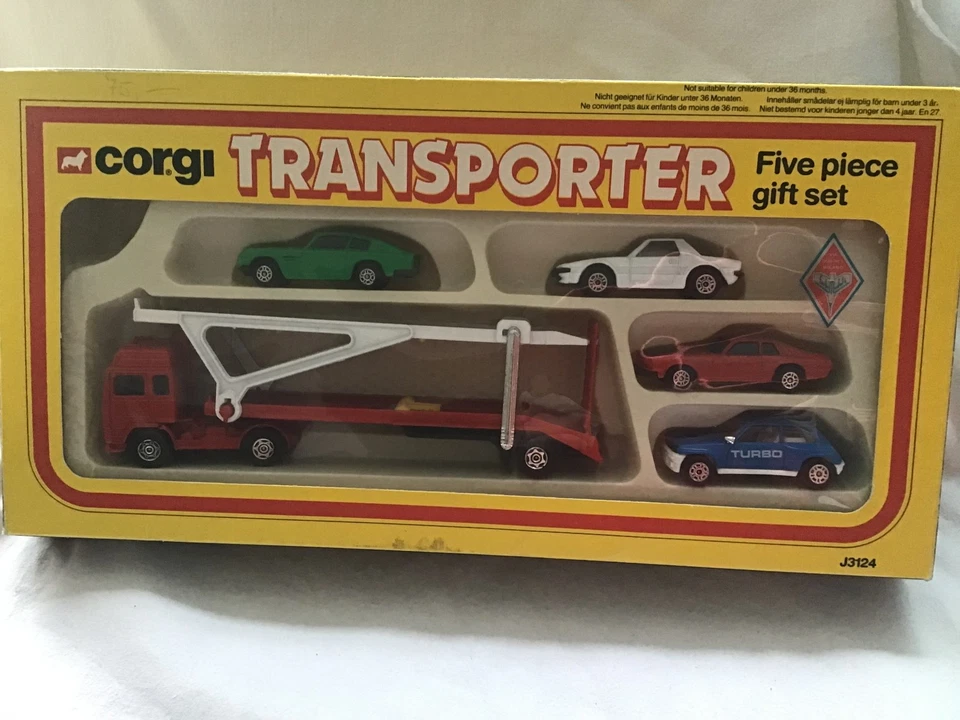 Not suitable for children under 36 months.
Nicht geeignet für Kinder unter 36 Monaten. Innehåller smådelar ej lämplig för barn under 3 år.
Ne convient pas aux enfants de moins de 36 mois. Niet bestemd voor kinderen jonger dan 4 jaar. En 27
corgi TRANSPORTER Five piece
gift set
TURBO
J3124